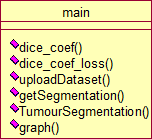 main
dice_coef()
dice_coef_loss()
uploadDataset()
getSegmentation()
TumourSegmentation()
graph()